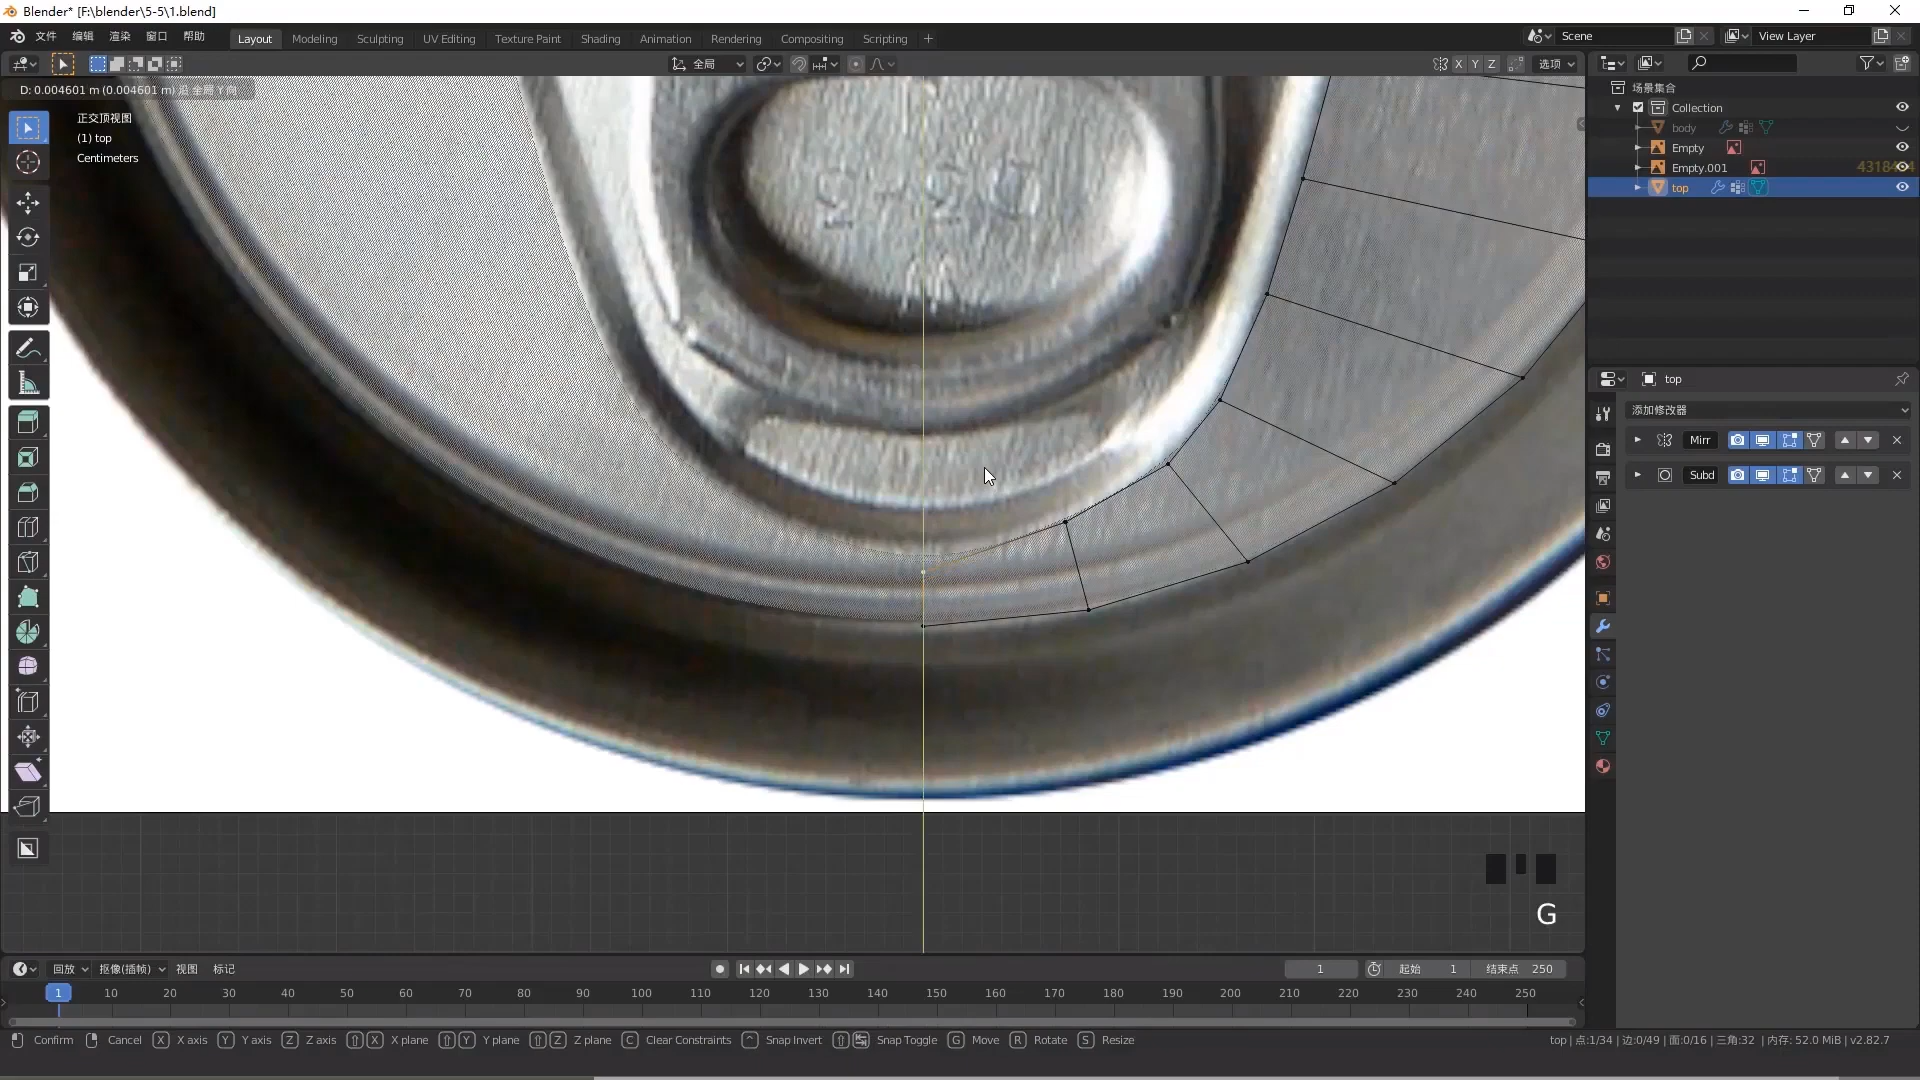 Blender* [F:\blender\5-5\1.blend]
文件 编辑 渲染 窗口 帮助 Layout Modeling Sculpting UV Editing Texture Paint Shading Animation Rendering Compositing Scripting + Scene View Layer
全局 X Y Z 选项
D: 0.004601 m (0.004601 m) 沿 全局 Y 向
正交顶视图
(1) top
Centimeters
场景集合
Collection
body
Empty
Empty.001
top
top
添加修改器
Mirr
Subd
G
回放 抠像(插帧) 视图 标记 1 起始 1 结束点 250
1 10 20 30 40 50 60 70 80 90 100 110 120 130 140 150 160 170 180 190 200 210 220 230 240 250
Confirm Cancel X X axis Y Y axis Z Z axis X X plane Y Y plane Z Z plane C Clear Constraints ^ Snap Invert Snap Toggle G Move R Rotate S Resize top | 点:1/34 | 边:0/49 | 面:0/16 | 三角:32 | 内存: 52.0 MiB | v2.82.7